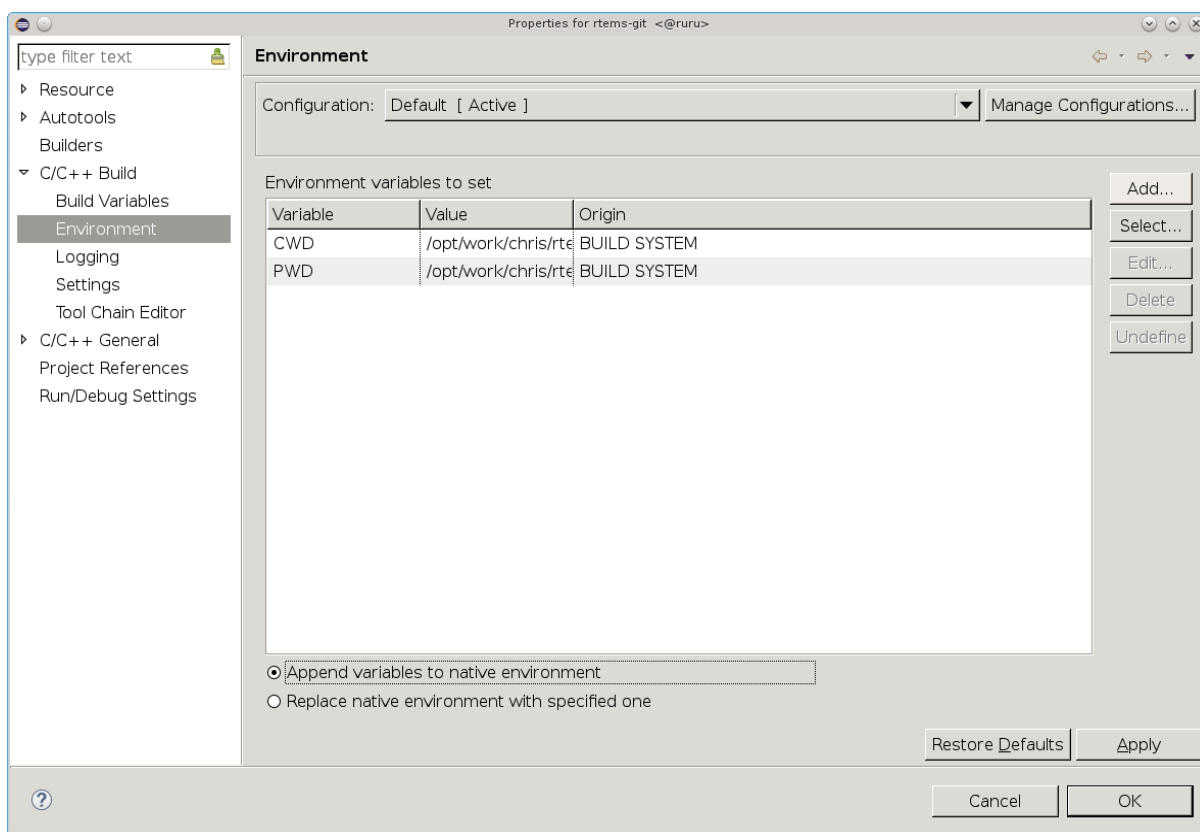 Properties for rtems-git <@ruru>
type filter text
Resource
Autotools
Builders
C/C++ Build
Build Variables
Environment
Logging
Settings
Tool Chain Editor
C/C++ General
Project References
Run/Debug Settings
Environment
Configuration: Default [ Active ] Manage Configurations...
Environment variables to set
Variable Value Origin
CWD /opt/work/chris/rte BUILD SYSTEM
PWD /opt/work/chris/rte BUILD SYSTEM
Add...
Select...
Edit...
Delete
Undefine
Append variables to native environment
Replace native environment with specified one
Restore Defaults Apply
Cancel OK